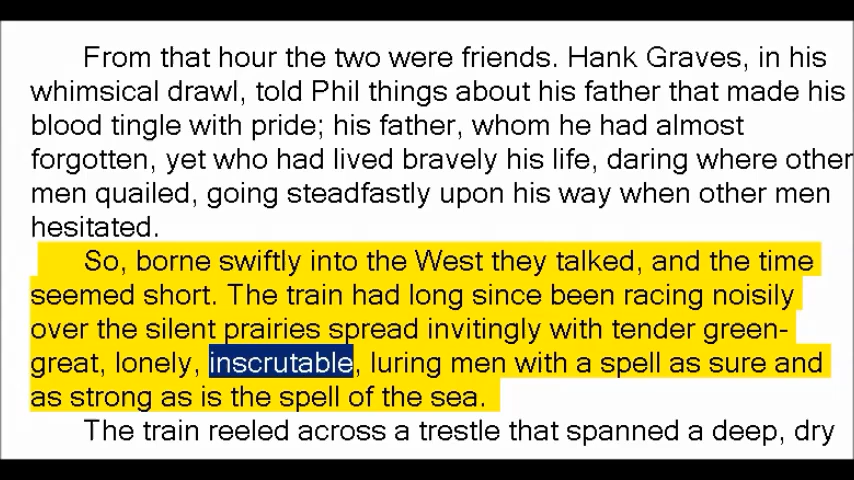 From that hour the two were friends. Hank Graves, in his
whimsical drawl, told Phil things about his father that made his
blood tingle with pride; his father, whom he had almost
forgotten, yet who had lived bravely his life, daring where other
men quailed, going steadfastly upon his way when other men
hesitated.
So, borne swiftly into the West they talked, and the time
seemed short. The train had long since been racing noisily
over the silent prairies spread invitingly with tender green-
great, lonely, inscrutable, luring men with a spell as sure and
as strong as is the spell of the sea.
The train reeled across a trestle that spanned a deep, dry